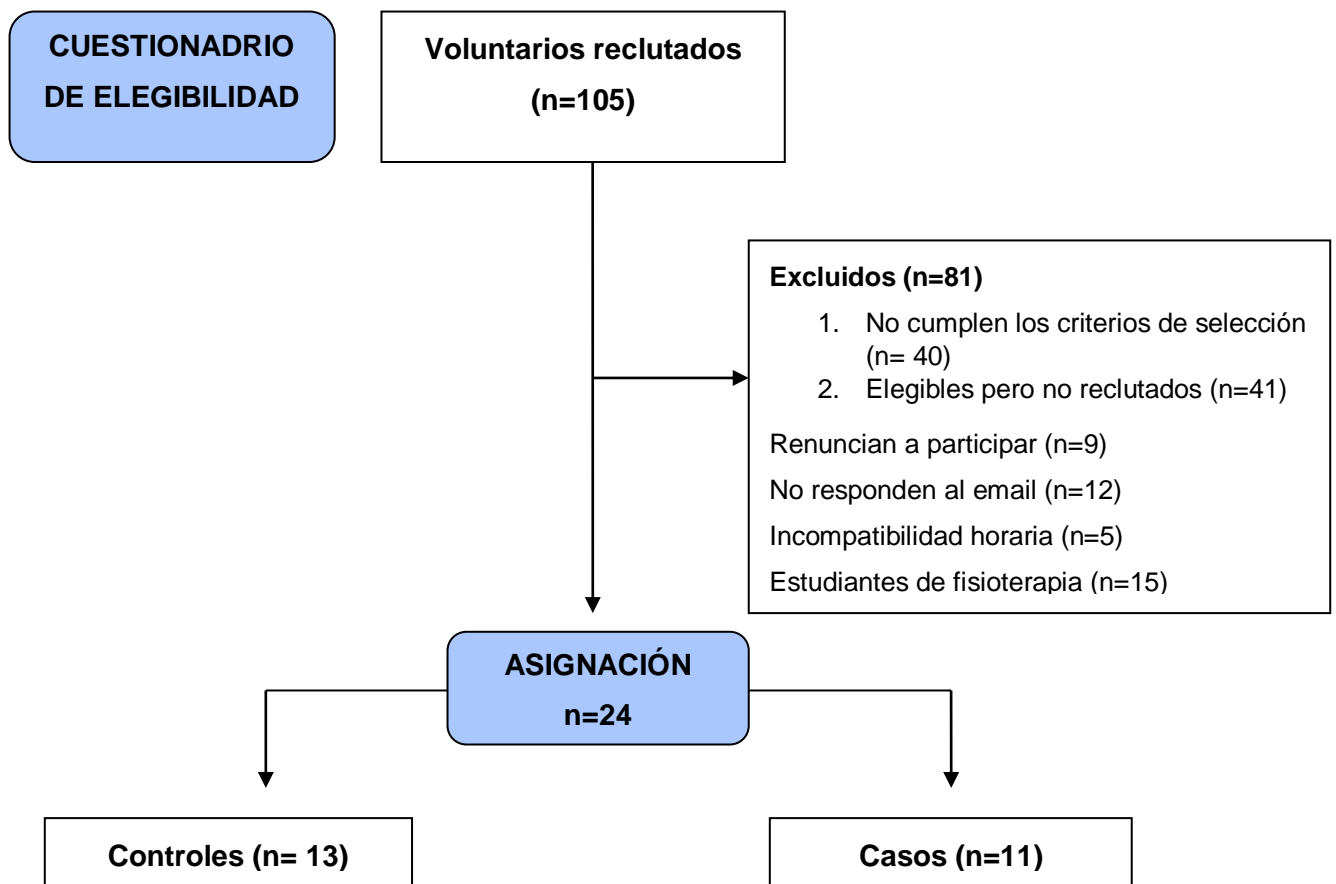 CUESTIONADRIO
DE ELEGIBILIDAD
Voluntarios reclutados
(n=105)
Excluidos (n=81)
1. No cumplen los criterios de selección
(n= 40)
2. Elegibles pero no reclutados (n=41)
Renuncian a participar (n=9)
No responden al email (n=12)
Incompatibilidad horaria (n=5)
Estudiantes de fisioterapia (n=15)
ASIGNACIÓN
n=24
Controles (n= 13)
Casos (n=11)